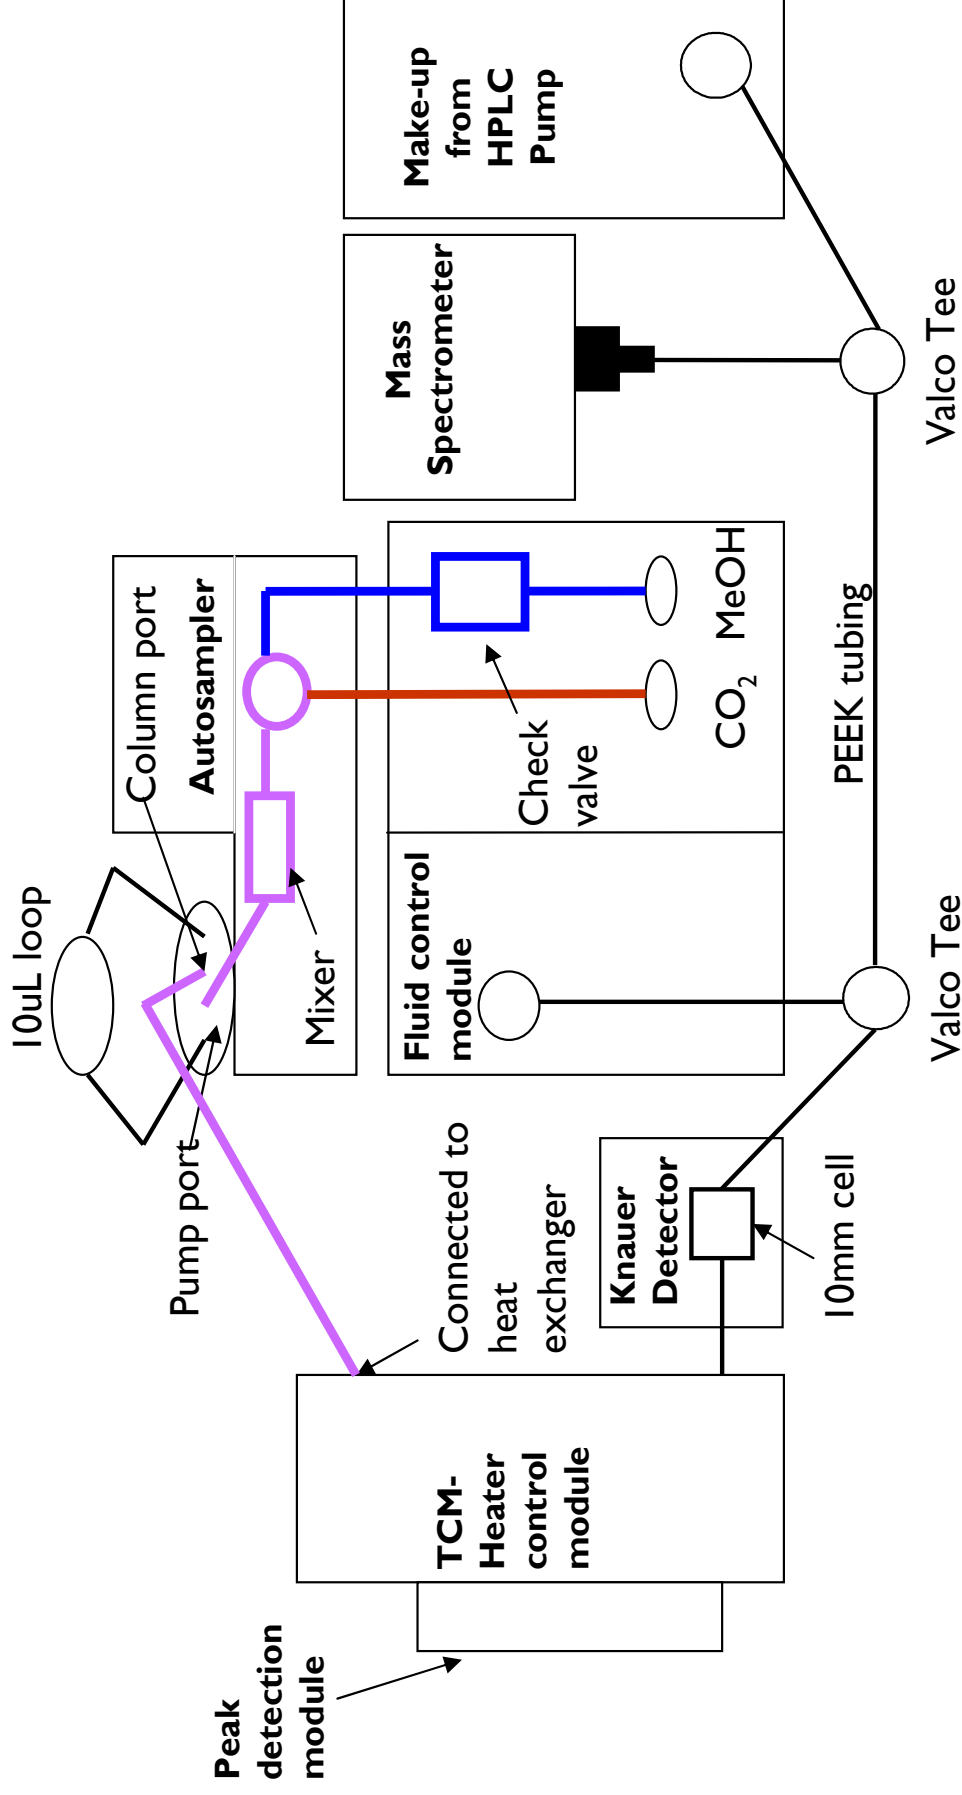 10uL loop
Column port
Autosampler
Pump port
Mixer
Peak
detection
module
TCM-
Heater
control
module
Connected to
heat
exchanger
Fluid control
module
Check
valve
CO₂
MeOH
Mass
Spectrometer
Make-up
from
HPLC
Pump
Knauer
Detector
10mm cell
PEEK tubing
Valco Tee
Valco Tee